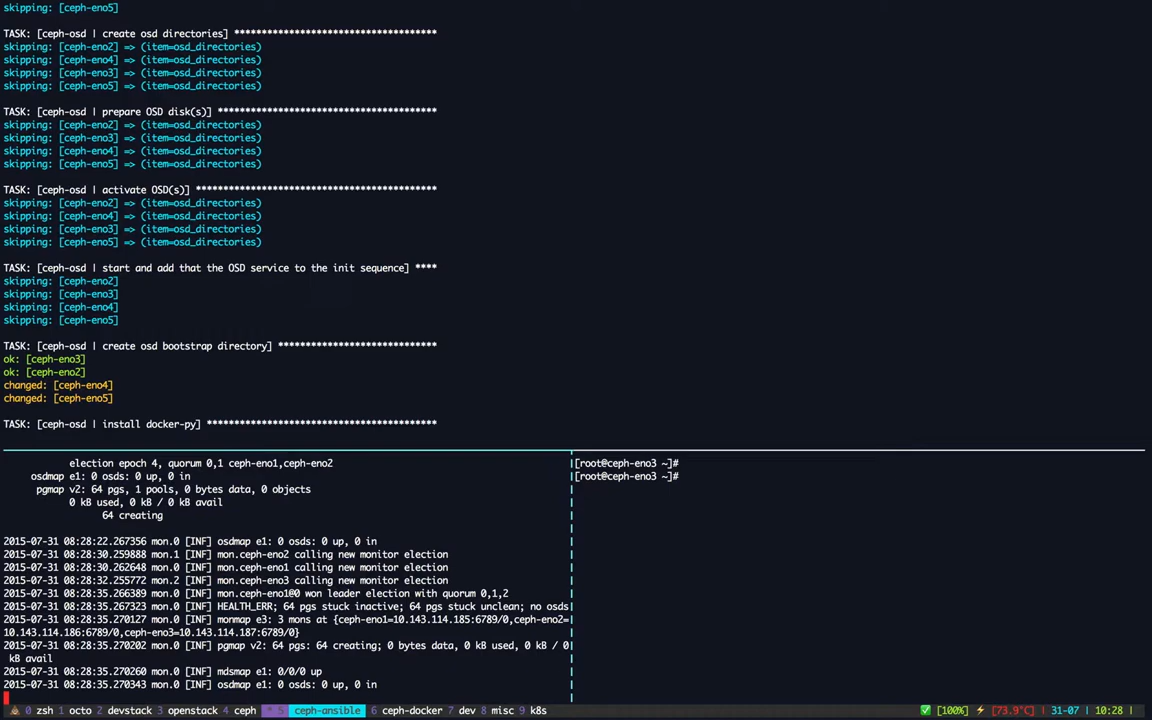 skipping: [ceph-eno5]
TASK: [ceph-osd | create osd directories] *************************************
skipping: [ceph-eno2] => (item=osd_directories)
skipping: [ceph-eno4] => (item=osd_directories)
skipping: [ceph-eno3] => (item=osd_directories)
skipping: [ceph-eno5] => (item=osd_directories)
TASK: [ceph-osd | prepare OSD disk(s)] ****************************************
skipping: [ceph-eno2] => (item=osd_directories)
skipping: [ceph-eno3] => (item=osd_directories)
skipping: [ceph-eno4] => (item=osd_directories)
skipping: [ceph-eno5] => (item=osd_directories)
TASK: [ceph-osd | activate OSD(s)] ********************************************
skipping: [ceph-eno2] => (item=osd_directories)
skipping: [ceph-eno4] => (item=osd_directories)
skipping: [ceph-eno3] => (item=osd_directories)
skipping: [ceph-eno5] => (item=osd_directories)
TASK: [ceph-osd | start and add that the OSD service to the init sequence] ****
skipping: [ceph-eno2]
skipping: [ceph-eno3]
skipping: [ceph-eno4]
skipping: [ceph-eno5]
TASK: [ceph-osd | create osd bootstrap directory] *****************************
ok: [ceph-eno3]
ok: [ceph-eno2]
changed: [ceph-eno4]
changed: [ceph-eno5]
TASK: [ceph-osd | install docker-py] ******************************************
election epoch 4, quorum 0,1 ceph-eno1,ceph-eno2
osdmap e1: 0 osds: 0 up, 0 in
pgmap v2: 64 pgs, 1 pools, 0 bytes data, 0 objects
0 kB used, 0 kB / 0 kB avail
64 creating
2015-07-31 08:28:22.267356 mon.0 [INF] osdmap e1: 0 osds: 0 up, 0 in
2015-07-31 08:28:30.259888 mon.1 [INF] mon.ceph-eno2 calling new monitor election
2015-07-31 08:28:30.262648 mon.0 [INF] mon.ceph-eno1 calling new monitor election
2015-07-31 08:28:32.255772 mon.2 [INF] mon.ceph-eno3 calling new monitor election
2015-07-31 08:28:35.266389 mon.0 [INF] mon.ceph-eno1@0 won leader election with quorum 0,1,2
2015-07-31 08:28:35.267323 mon.0 [INF] HEALTH_ERR; 64 pgs stuck inactive; 64 pgs stuck unclean; no osds
2015-07-31 08:28:35.270127 mon.0 [INF] monmap e3: 3 mons at {ceph-eno1=10.143.114.185:6789/0,ceph-eno2=
10.143.114.186:6789/0,ceph-eno3=10.143.114.187:6789/0}
2015-07-31 08:28:35.270202 mon.0 [INF] pgmap v2: 64 pgs: 64 creating; 0 bytes data, 0 kB used, 0 kB / 0
kB avail
2015-07-31 08:28:35.270260 mon.0 [INF] mdsmap e1: 0/0/0 up
2015-07-31 08:28:35.270343 mon.0 [INF] osdmap e1: 0 osds: 0 up, 0 in
[root@ceph-eno3 ~]#
[root@ceph-eno3 ~]#
0 zsh 1 octo 2 devstack 3 openstack 4 ceph * 5 ceph-ansible 6 ceph-docker 7 dev 8 misc 9 k8s [100%] [73.9°C] 31-07 | 10:28 |